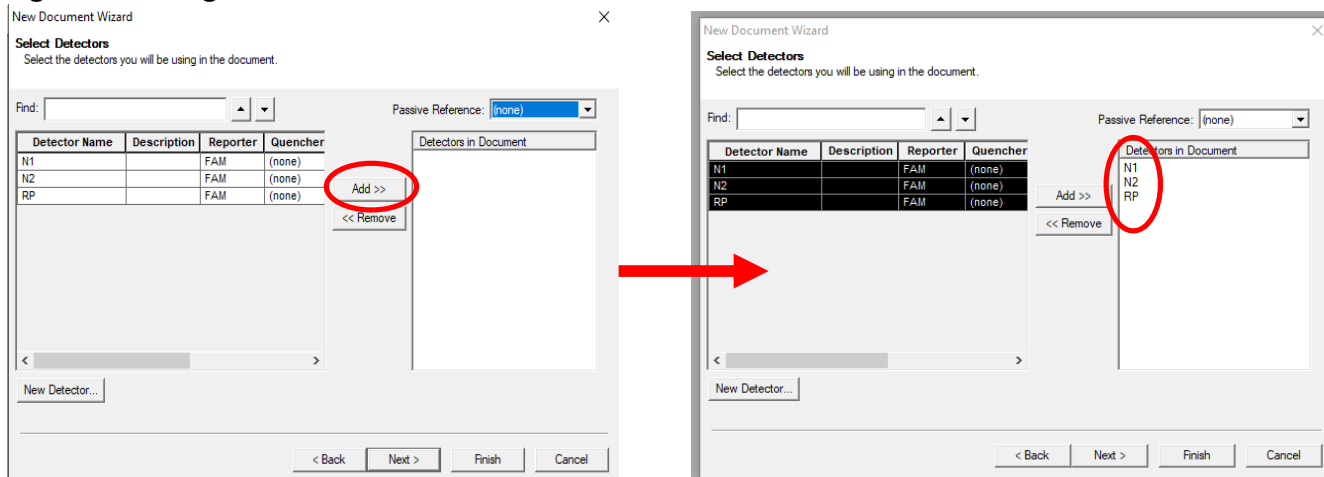 New Document Wizard
Select Detectors
Select the detectors you will be using in the document.
Find:
Passive Reference: (none)
Detector Name Description Reporter Quencher
N1 FAM (none)
N2 FAM (none)
RP FAM (none)
Add >>
<< Remove
Detectors in Document
New Detector...
< Back Next > Finish Cancel
New Document Wizard
Select Detectors
Select the detectors you will be using in the document.
Find:
Passive Reference: (none)
Detector Name Description Reporter Quencher
N1 FAM (none)
N2 FAM (none)
RP FAM (none)
Add >>
<< Remove
Detectors in Document
N1
N2
RP
New Detector...
< Back Next > Finish Cancel